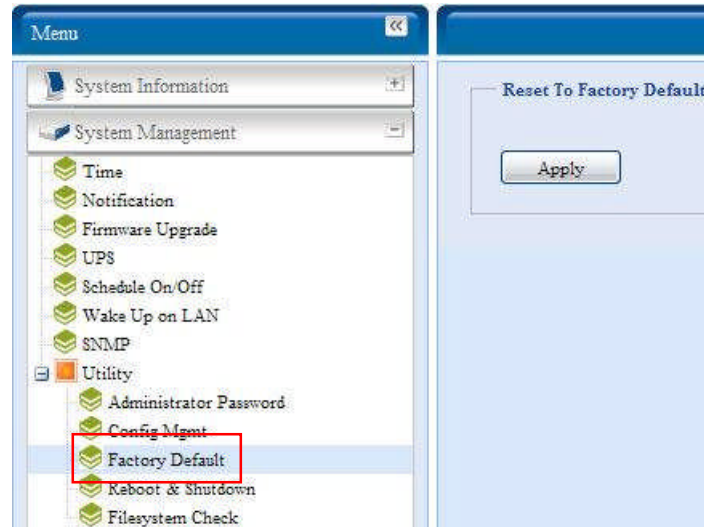 Menu
System Information
System Management
Time
Notification
Firmware Upgrade
UPS
Schedule On/Off
Wake Up on LAN
SNMP
Utility
Administrator Password
Config Mgmt
Factory Default
Reboot & Shutdown
Filesystem Check
Reset To Factory Default
Apply